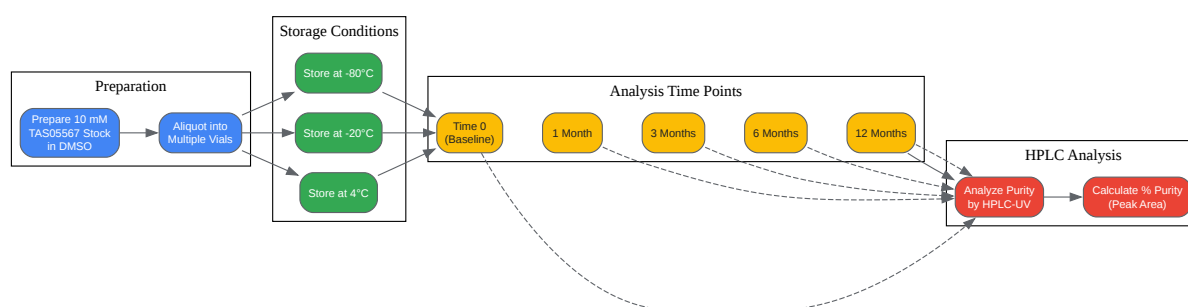 Preparation
Prepare 10 mM
TAS05567 Stock
in DMSO
Aliquot into
Multiple Vials
Storage Conditions
Store at -80°C
Store at -20°C
Store at 4°C
Analysis Time Points
Time 0
(Baseline)
1 Month
3 Months
6 Months
12 Months
HPLC Analysis
Analyze Purity
by HPLC-UV
Calculate % Purity
(Peak Area)